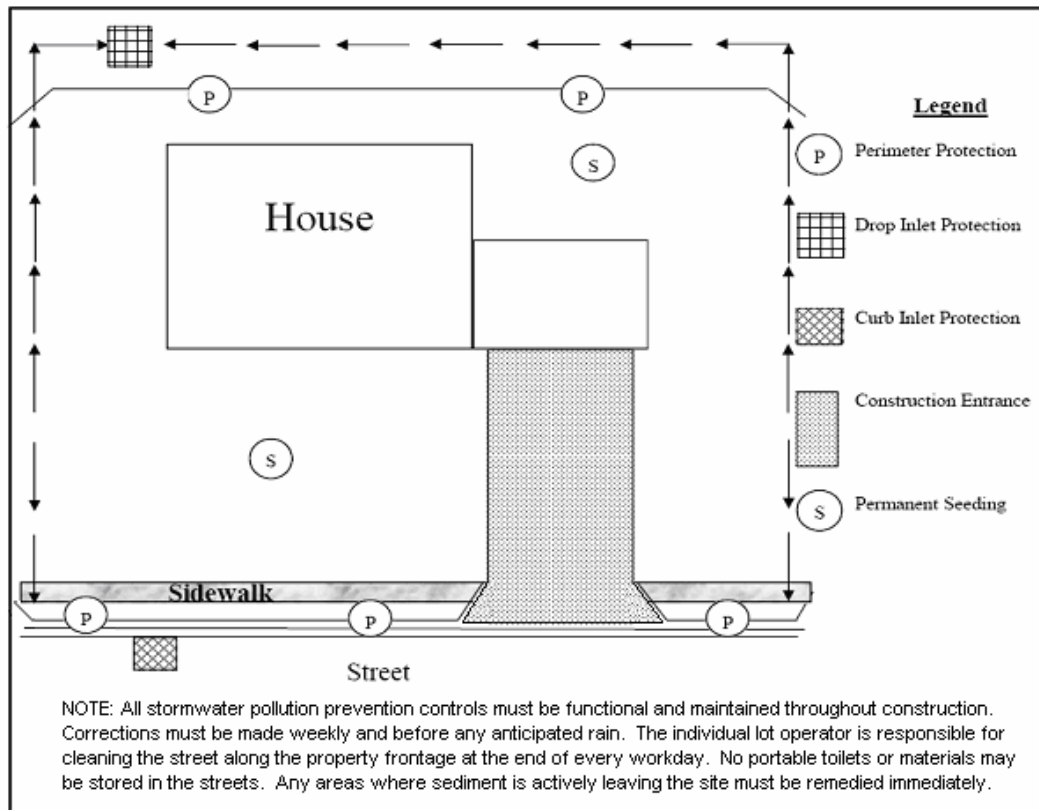 P
P
Legend
P Perimeter Protection
S
House
Drop Inlet Protection
Curb Inlet Protection
Construction Entrance
S
S Permanent Seeding
Sidewalk
P
P
P
Street
NOTE: All stormwater pollution prevention controls must be functional and maintained throughout construction.
Corrections must be made weekly and before any anticipated rain. The individual lot operator is responsible for
cleaning the street along the property frontage at the end of every workday. No portable toilets or materials may
be stored in the streets. Any areas where sediment is actively leaving the site must be remedied immediately.